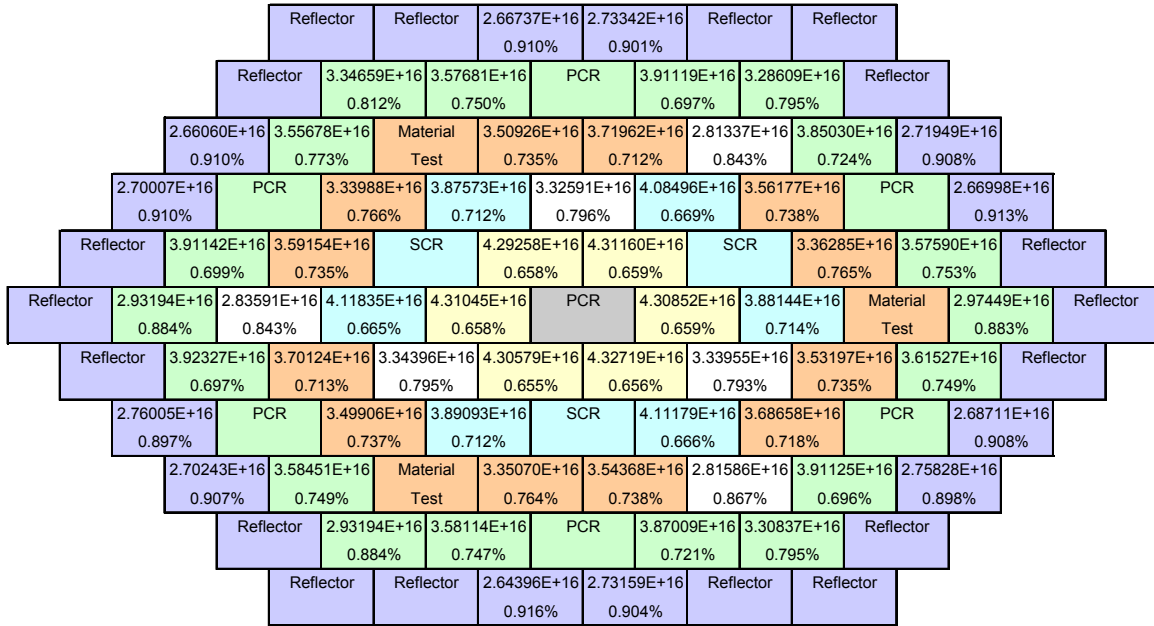 Reflector Reflector 2.66737E+16 2.73342E+16 Reflector Reflector
0.910% 0.901%
Reflector 3.34659E+16 3.57681E+16 PCR 3.91119E+16 3.28609E+16 Reflector
0.812% 0.750% 0.697% 0.795%
2.66060E+16 3.55678E+16 Material 3.50926E+16 3.71962E+16 2.81337E+16 3.85030E+16 2.71949E+16
0.910% 0.773% Test 0.735% 0.712% 0.843% 0.724% 0.908%
2.70007E+16 PCR 3.33988E+16 3.87573E+16 3.32591E+16 4.08496E+16 3.56177E+16 PCR 2.66998E+16
0.910% 0.766% 0.712% 0.796% 0.669% 0.738% 0.913%
Reflector 3.91142E+16 3.59154E+16 SCR 4.29258E+16 4.31160E+16 SCR 3.36285E+16 3.57590E+16 Reflector
0.699% 0.735% 0.658% 0.659% 0.765% 0.753%
Reflector 2.93194E+16 2.83591E+16 4.11835E+16 4.31045E+16 PCR 4.30852E+16 3.88144E+16 Material 2.97449E+16 Reflector
0.884% 0.843% 0.665% 0.658% 0.659% 0.714% Test 0.883%
Reflector 3.92327E+16 3.70124E+16 3.34396E+16 4.30579E+16 4.32719E+16 3.33955E+16 3.53197E+16 3.61527E+16 Reflector
0.697% 0.713% 0.795% 0.655% 0.656% 0.793% 0.735% 0.749%
2.76005E+16 PCR 3.49906E+16 3.89093E+16 SCR 4.11179E+16 3.68658E+16 PCR 2.68711E+16
0.897% 0.737% 0.712% 0.666% 0.718% 0.908%
2.70243E+16 3.58451E+16 Material 3.35070E+16 3.54368E+16 2.81586E+16 3.91125E+16 2.75828E+16
0.907% 0.749% Test 0.764% 0.738% 0.867% 0.696% 0.898%
Reflector 2.93194E+16 3.58114E+16 PCR 3.87009E+16 3.30837E+16 Reflector
0.884% 0.747% 0.721% 0.795%
Reflector Reflector 2.64396E+16 2.73159E+16 Reflector Reflector
0.916% 0.904%